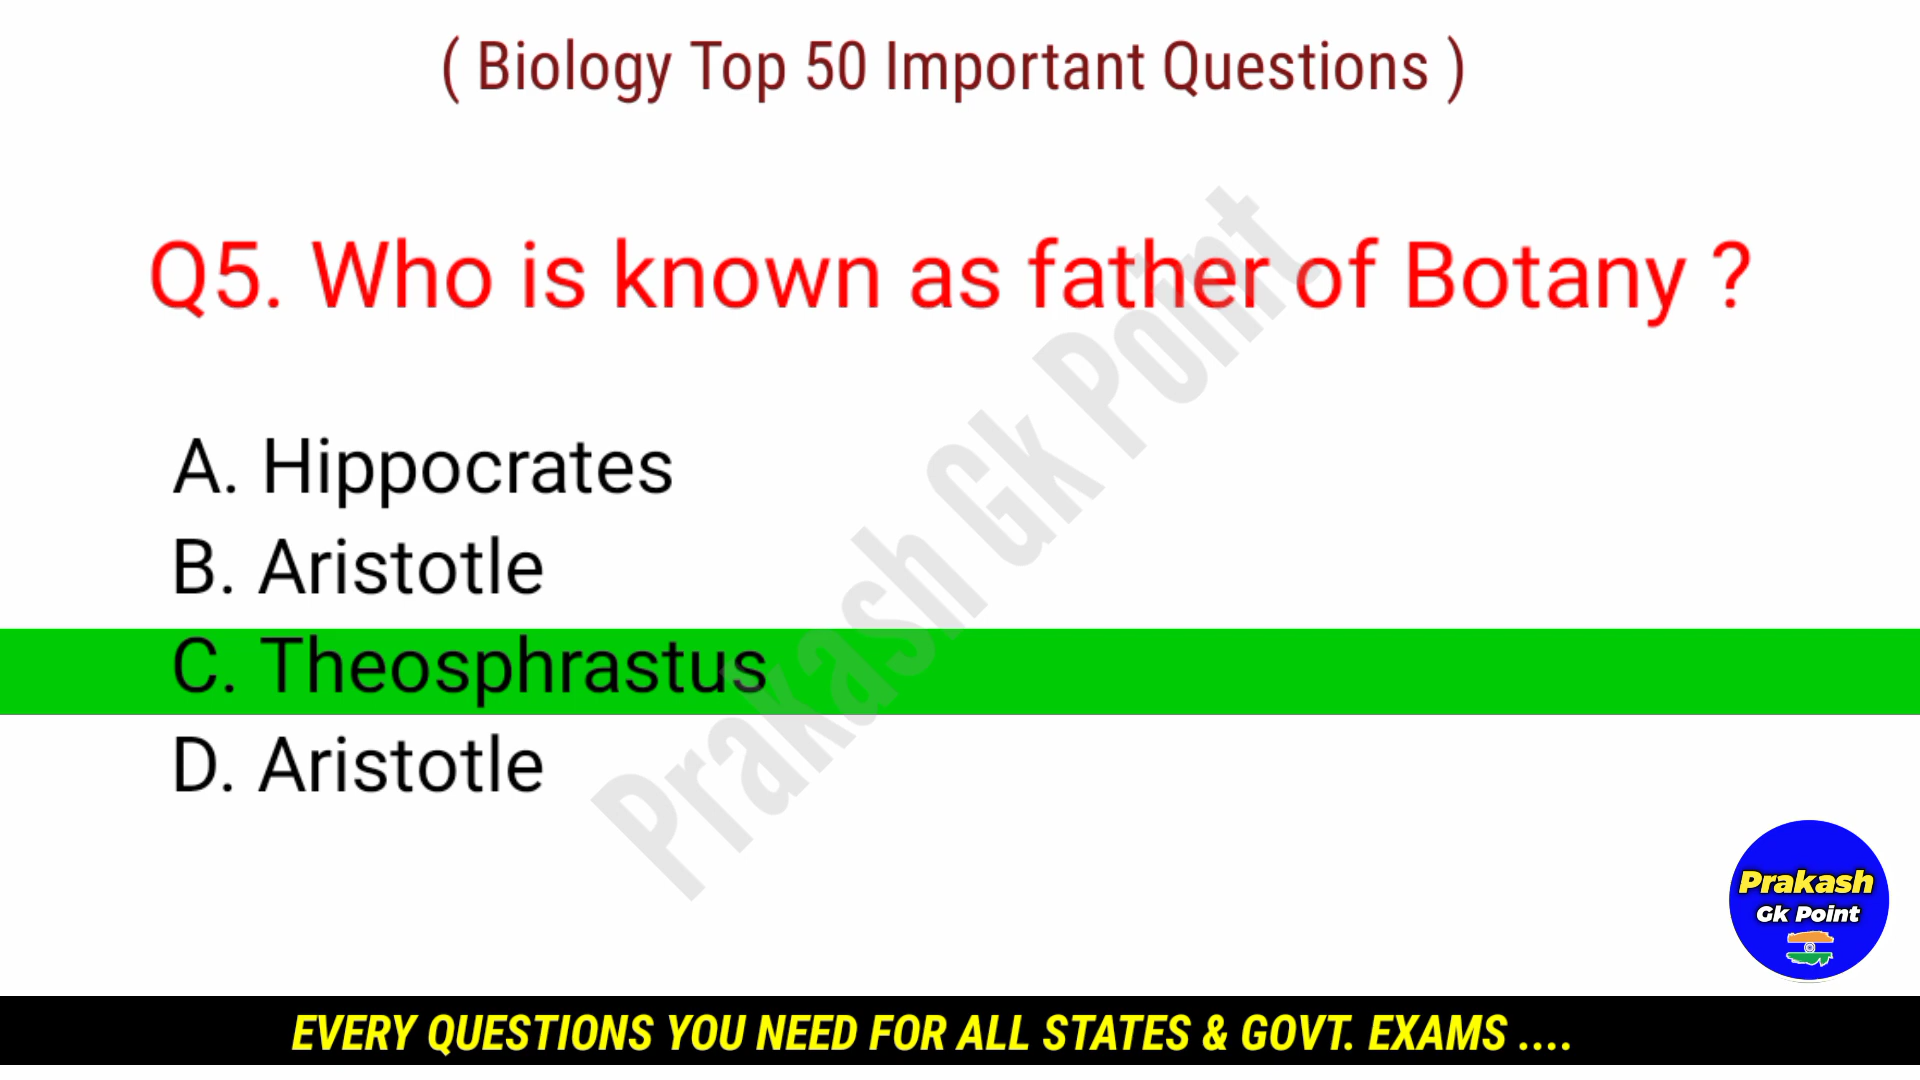 ( Biology Top 50 Important Questions )
Q5. Who is known as father of Botany ?
A. Hippocrates
B. Aristotle
C. Theosphrastus
D. Aristotle
Prakash Gk Point
Prakash
Gk Point
EVERY QUESTIONS YOU NEED FOR ALL STATES & GOVT. EXAMS ....